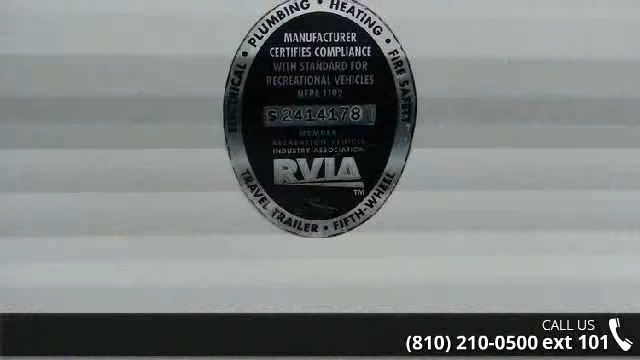 ELECTRICAL • PLUMBING • HEATING • FIRE SAFETY
MANUFACTURER
CERTIFIES COMPLIANCE
WITH STANDARD FOR
RECREATIONAL VEHICLES
NFPA 1192
S 2414178
MEMBER
RECREATION VEHICLE
INDUSTRY ASSOCIATION
RVIA
TM
TRAVEL TRAILER • FIFTH-WHEEL
CALL US
(810) 210-0500 ext 101